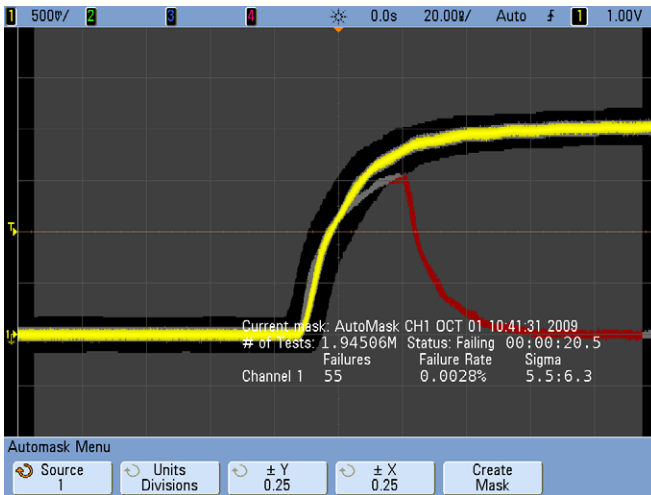 1 500mV/ 2 3 4 0.0s 20.00ns/ Auto 1 1.00V
T
1
Current mask: AutoMask CH1 OCT 01 10:41:31 2009
# of Tests: 1.94506M Status: Failing 00:00:20.5
Failures Failure Rate Sigma
Channel 1 55 0.0028% 5.5:6.3
Automask Menu
Source Units ± Y ± X Create
1 Divisions 0.25 0.25 Mask